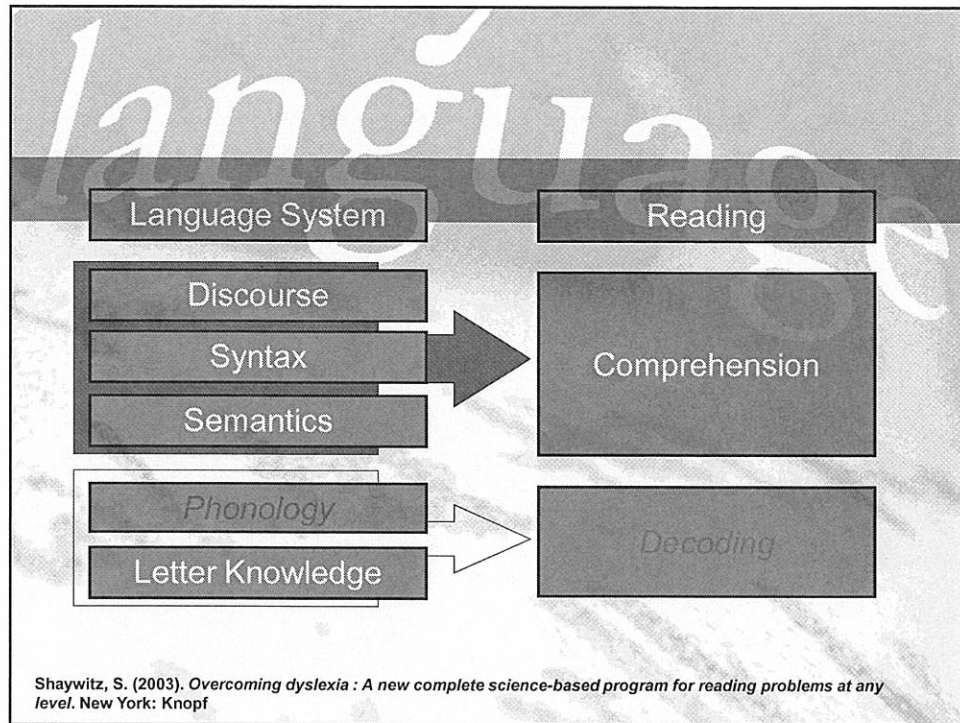 language
Language System
Reading
Discourse
Syntax
Semantics
Comprehension
Phonology
Letter Knowledge
Decoding
Shaywitz, S. (2003). Overcoming dyslexia : A new complete science-based program for reading problems at any
level. New York: Knopf